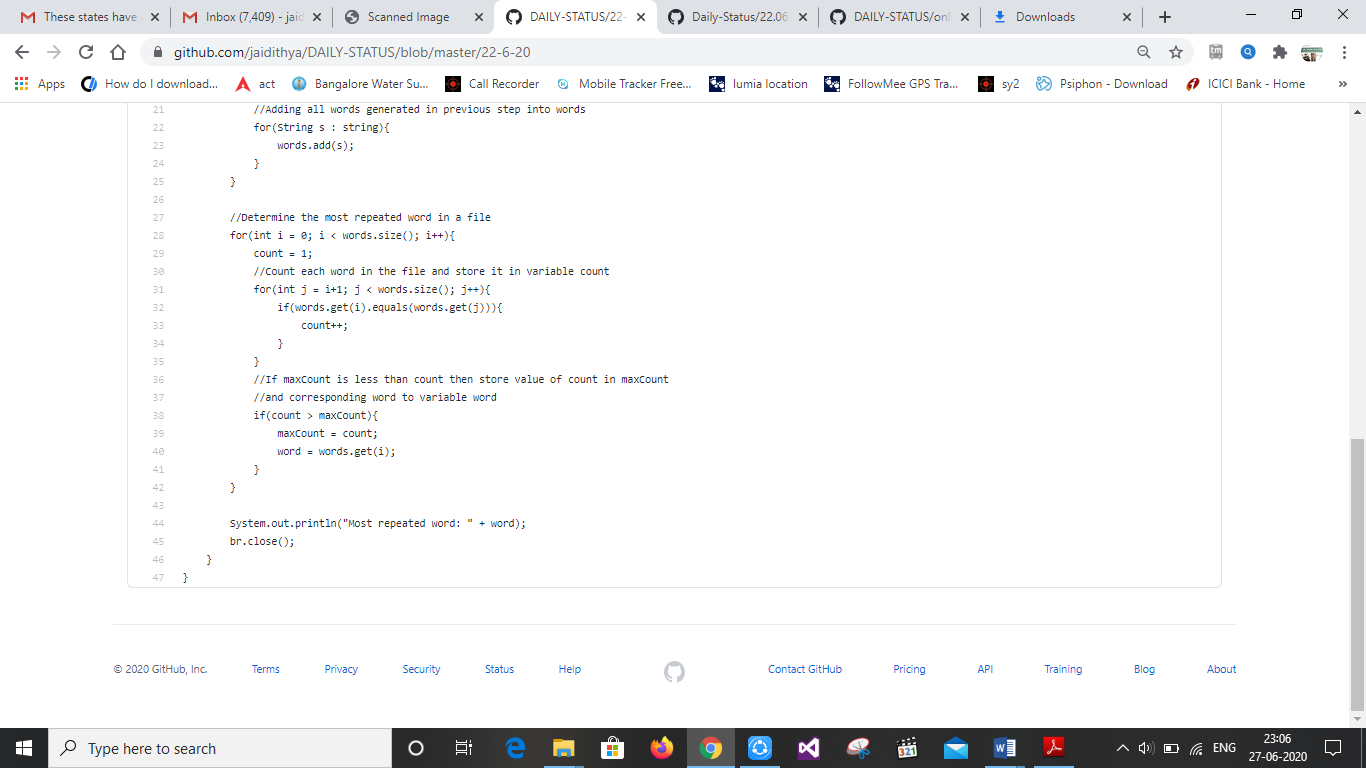 These states have
Inbox (7,409) - jaid
Scanned Image
DAILY-STATUS/22-
Daily-Status/22.06.
DAILY-STATUS/onl
Downloads
github.com/jaidithya/DAILY-STATUS/blob/master/22-6-20
Apps
How do I download...
act
Bangalore Water Su...
Call Recorder
Mobile Tracker Free...
lumia location
FollowMee GPS Tra...
sy2
Psiphon - Download
ICICI Bank - Home
»
21 //Adding all words generated in previous step into words
22 for(String s : string){
23 words.add(s);
24 }
25 }
26
27 //Determine the most repeated word in a file
28 for(int i = 0; i < words.size(); i++){
29 count = 1;
30 //Count each word in the file and store it in variable count
31 for(int j = i+1; j < words.size(); j++){
32 if(words.get(i).equals(words.get(j))){
33 count++;
34 }
35 }
36 //If maxCount is less than count then store value of count in maxCount
37 //and corresponding word to variable word
38 if(count > maxCount){
39 maxCount = count;
40 word = words.get(i);
41 }
42 }
43
44 System.out.println("Most repeated word: " + word);
45 br.close();
46 }
47 }
© 2020 GitHub, Inc.
Terms
Privacy
Security
Status
Help
Contact GitHub
Pricing
API
Training
Blog
About
Type here to search
321
ENG
23:06
27-06-2020